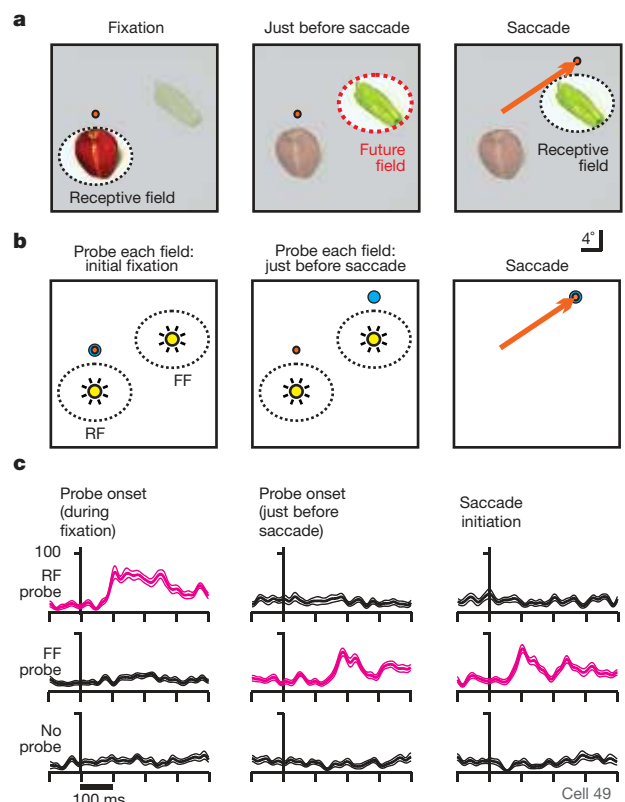 a
Fixation
Just before saccade
Saccade
Receptive field
Future
field
Receptive
field
b
Probe each field:
initial fixation
Probe each field:
just before saccade
Saccade
4°
FF
RF
FF
RF
c
Probe onset
(during
fixation)
Probe onset
(just before
saccade)
Saccade
initiation
100
RF
probe
FF
probe
No
probe
100 ms
Cell 49